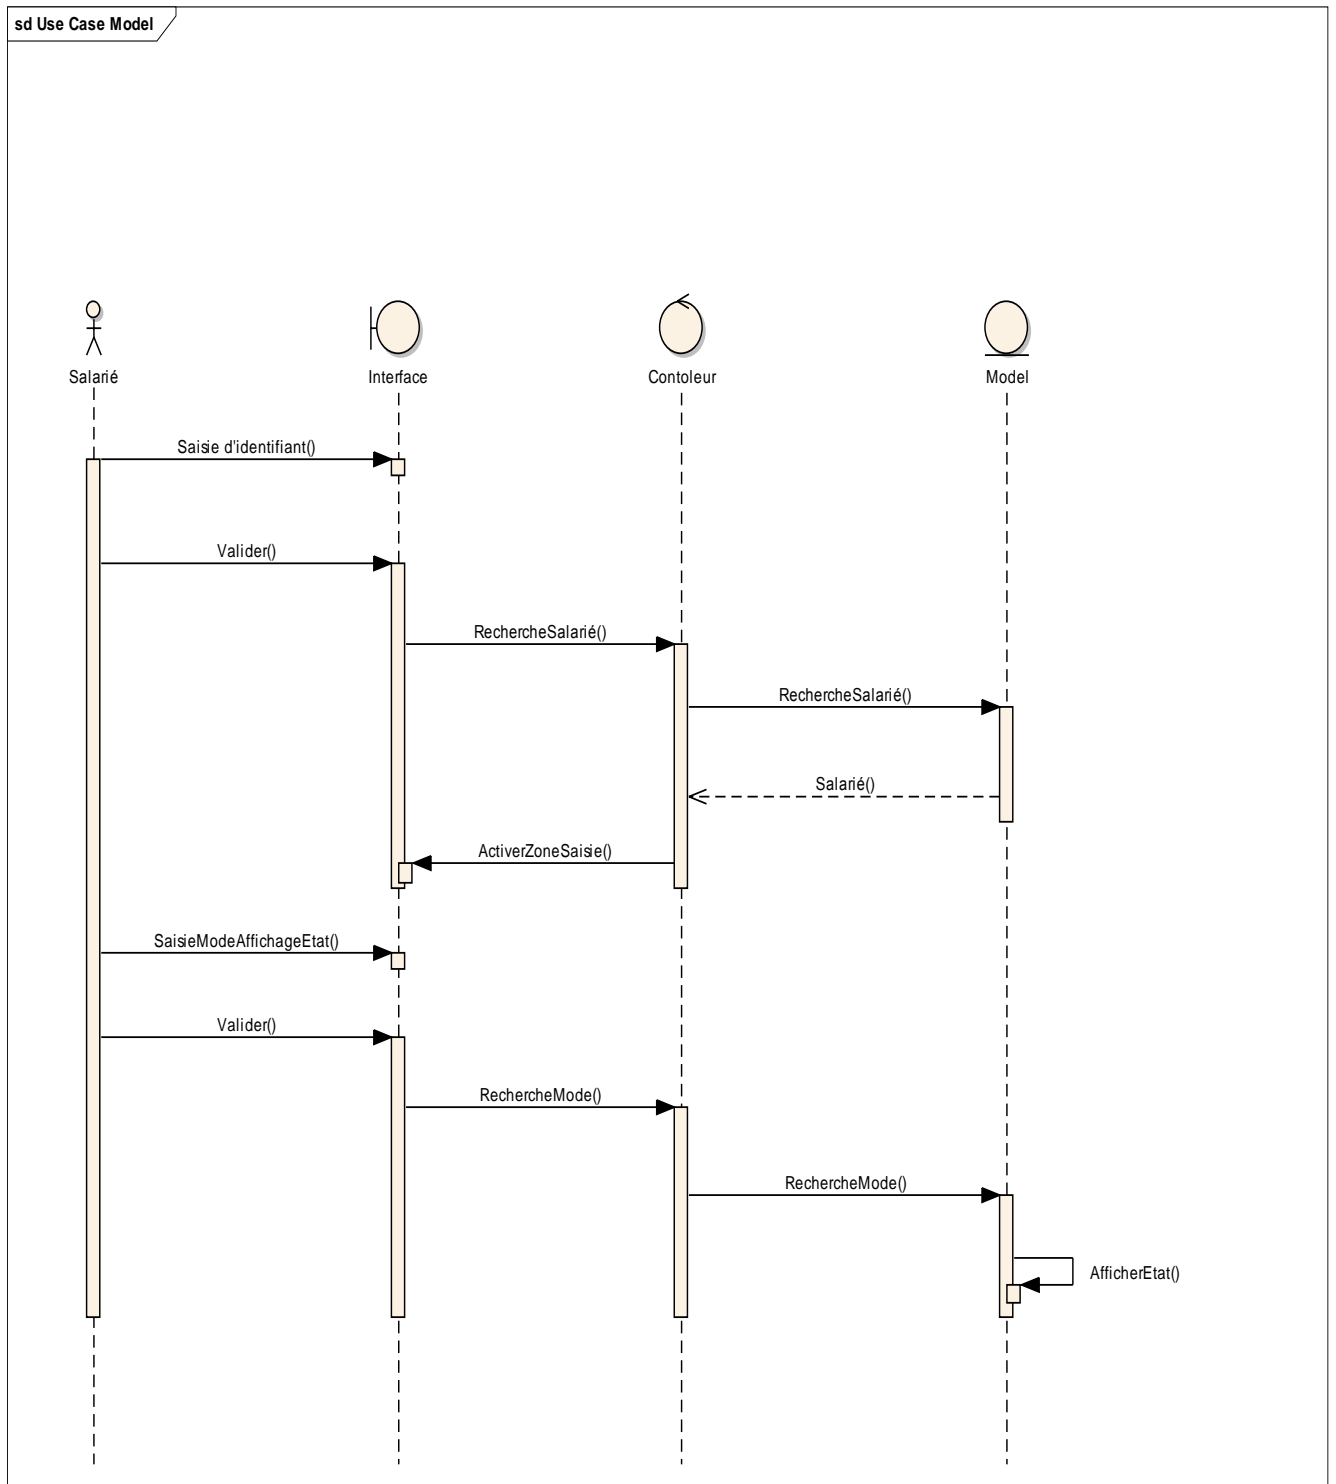 sd Use Case Model
Salarié
Interface
Contoleur
Model
Saisie d'identifiant()
Valider()
RechercheSalarié()
RechercheSalarié()
Salarié()
ActiverZoneSaisie()
SaisieModeAffichageEtat()
Valider()
RechercheMode()
RechercheMode()
AfficherEtat()